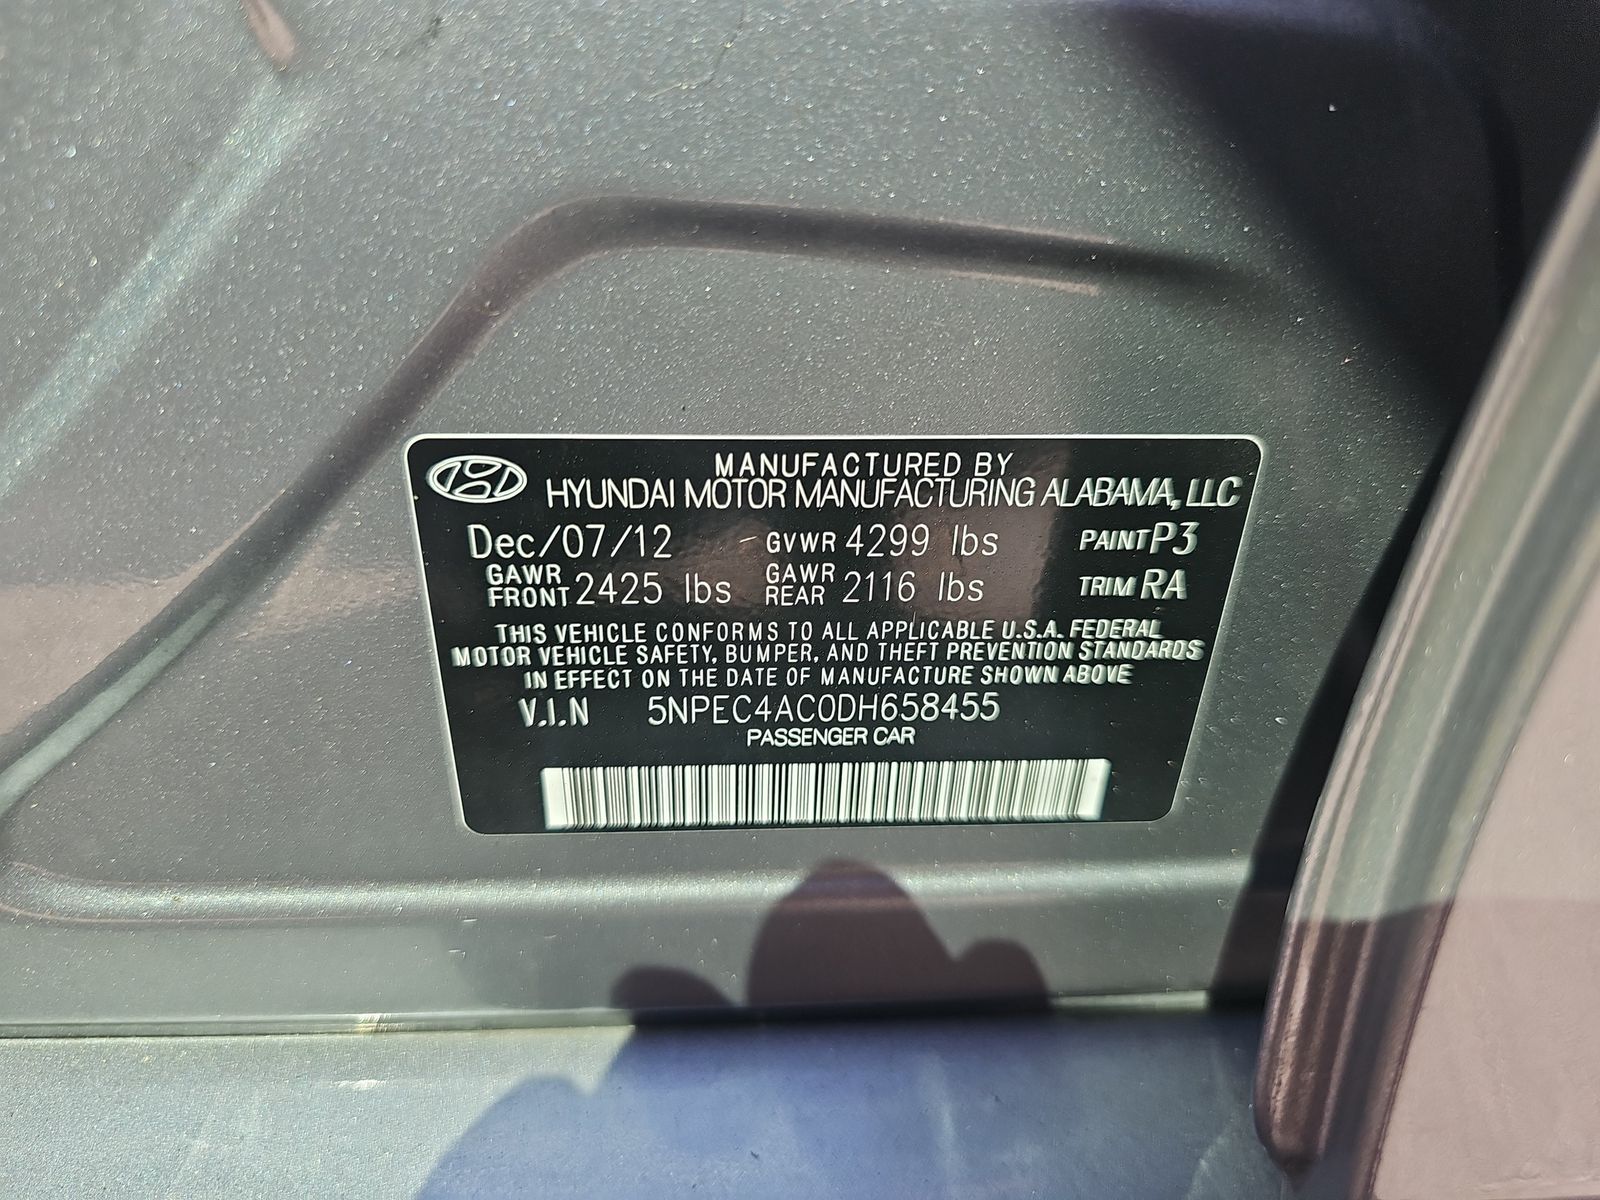 MANUFACTURED BY
HYUNDAI MOTOR MANUFACTURING ALABAMA, LLC
Dec/07/12 GVWR 4299 lbs PAINT P3
GAWR FRONT 2425 lbs GAWR REAR 2116 lbs TRIM RA
THIS VEHICLE CONFORMS TO ALL APPLICABLE U.S.A. FEDERAL
MOTOR VEHICLE SAFETY, BUMPER, AND THEFT PREVENTION STANDARDS
IN EFFECT ON THE DATE OF MANUFACTURE SHOWN ABOVE
V.I.N 5NPEC4AC0DH658455
PASSENGER CAR